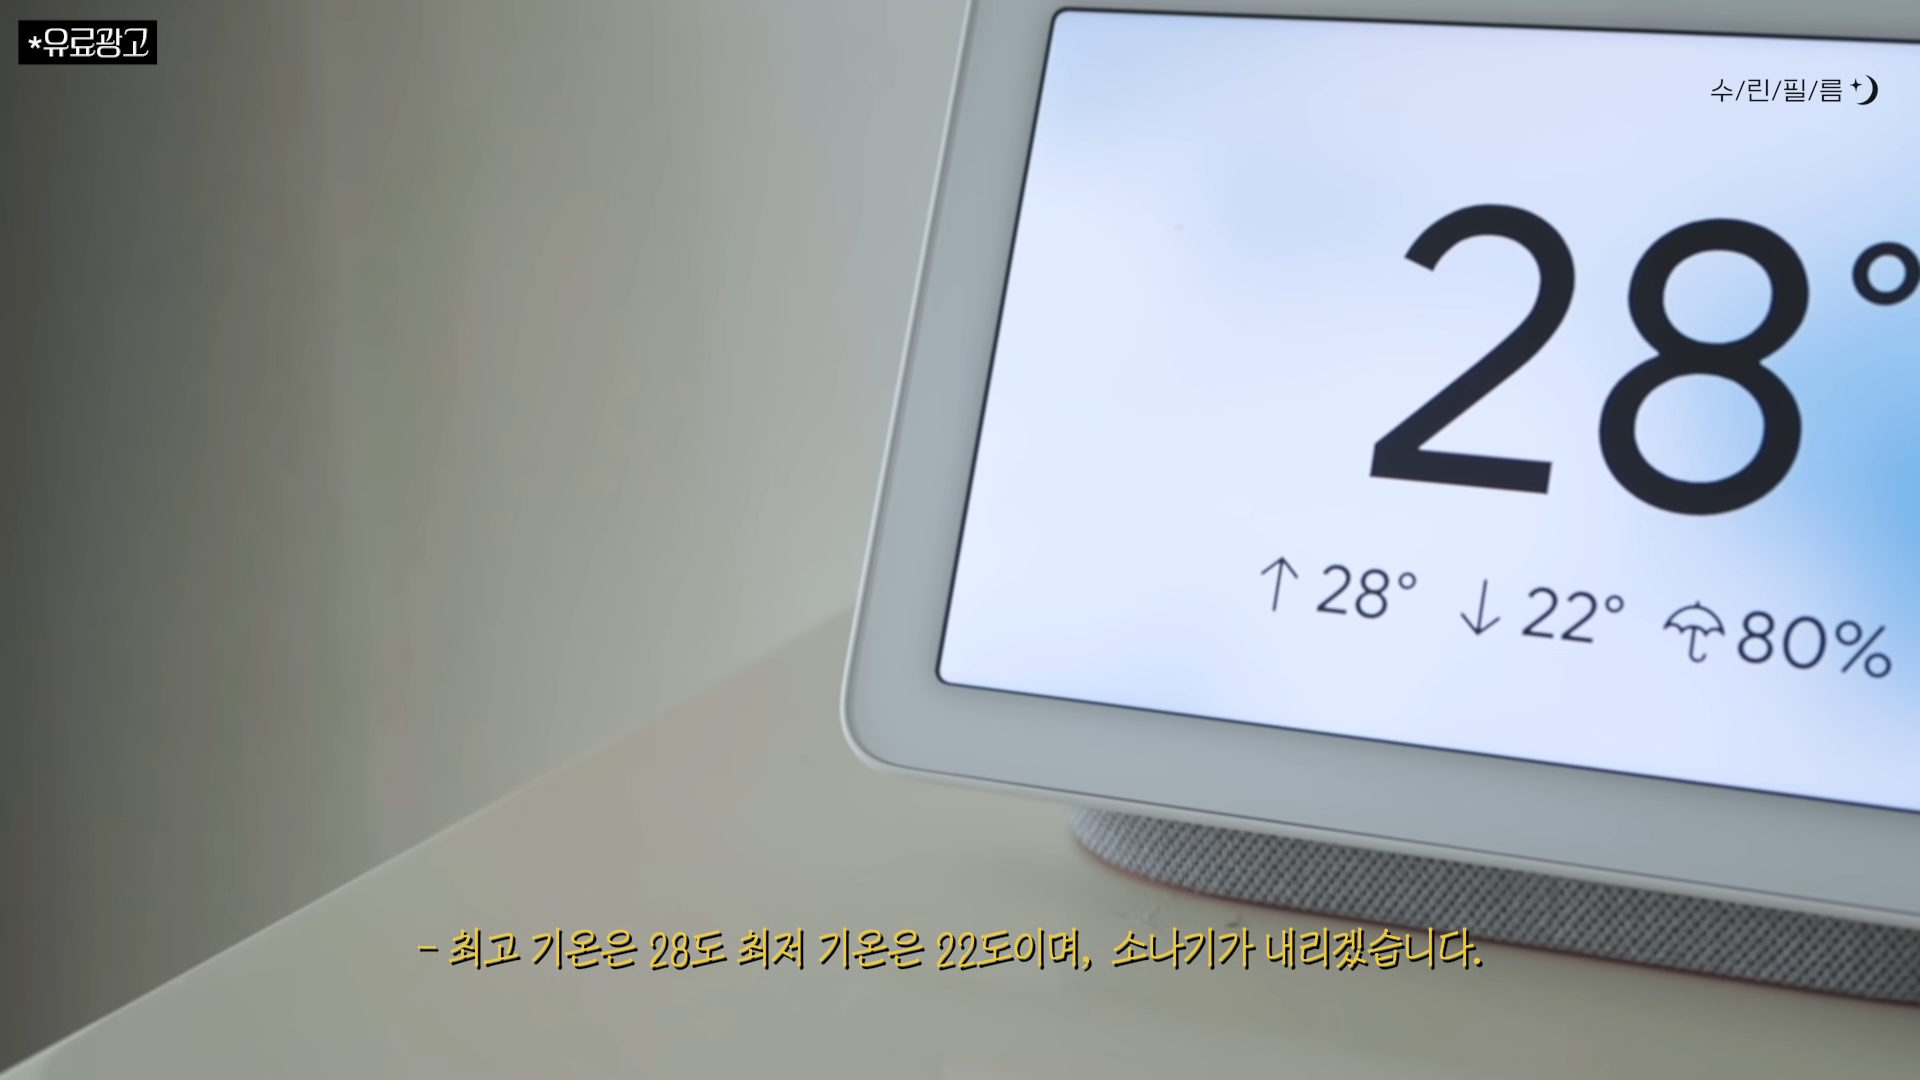 *유료광고
수/린/필/름
28°
↑ 28° ↓ 22° 80%
- 최고 기온은 28도 최저 기온은 22도이며, 소나기가 내리겠습니다.